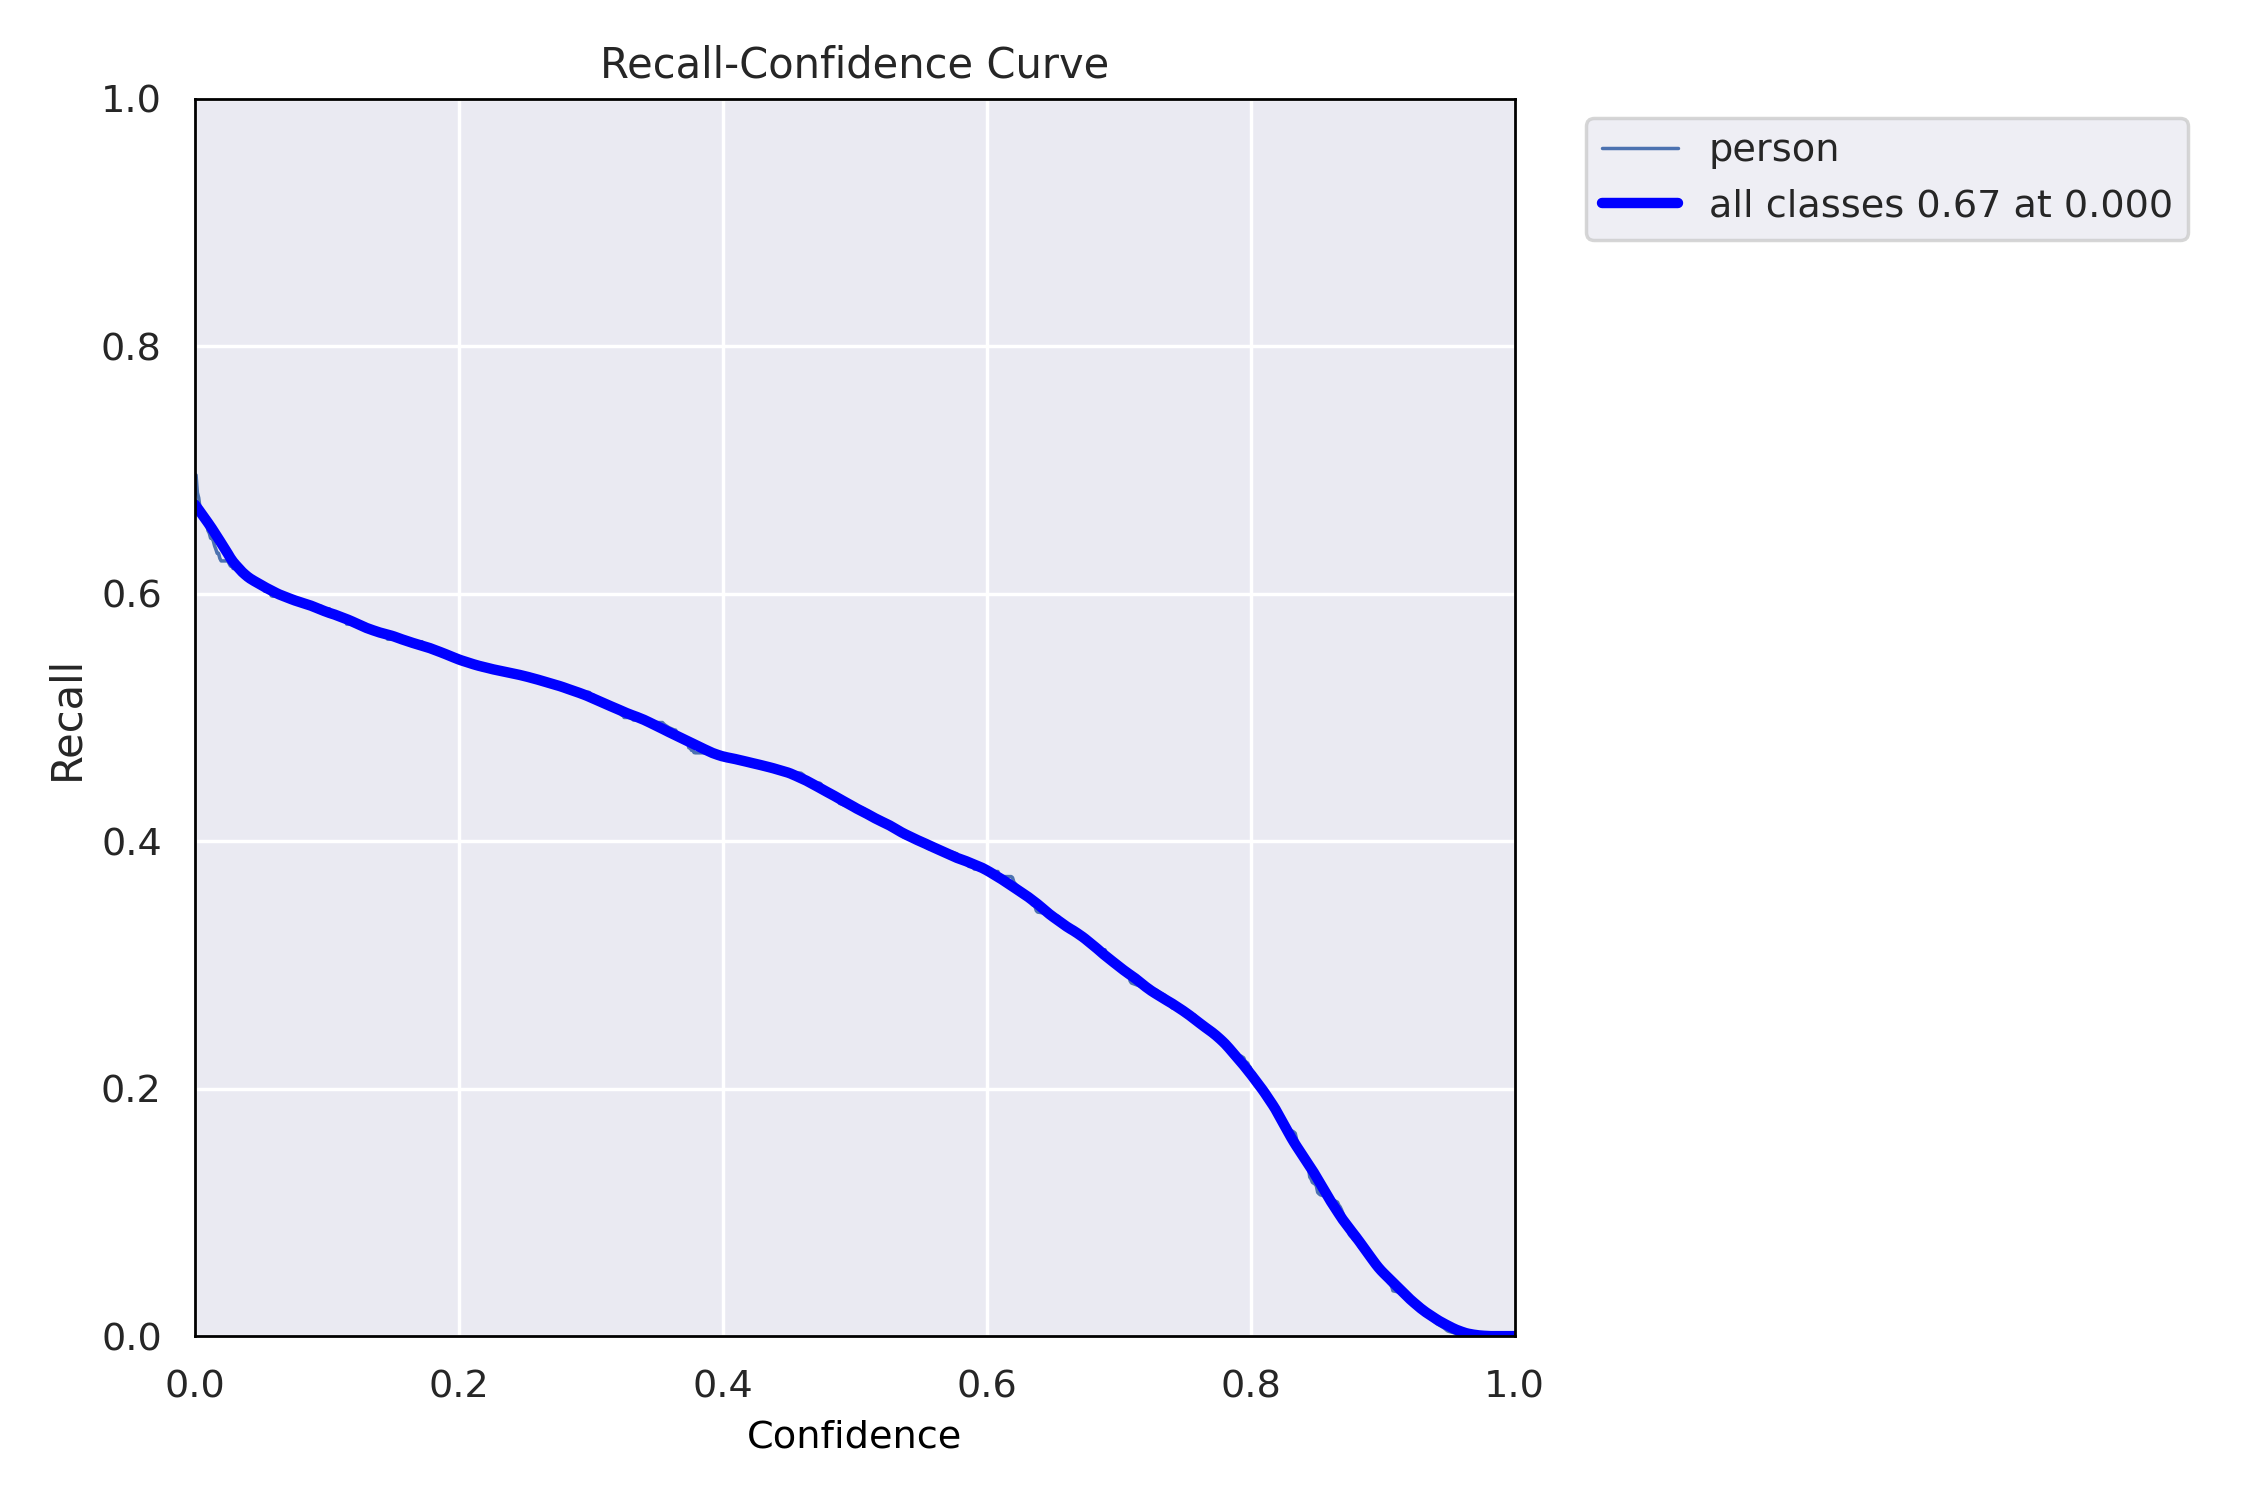 Recall-Confidence Curve
1.0
0.8
0.6
0.4
0.2
0.0
Recall
0.0 0.2 0.4 0.6 0.8 1.0
Confidence
person
all classes 0.67 at 0.000